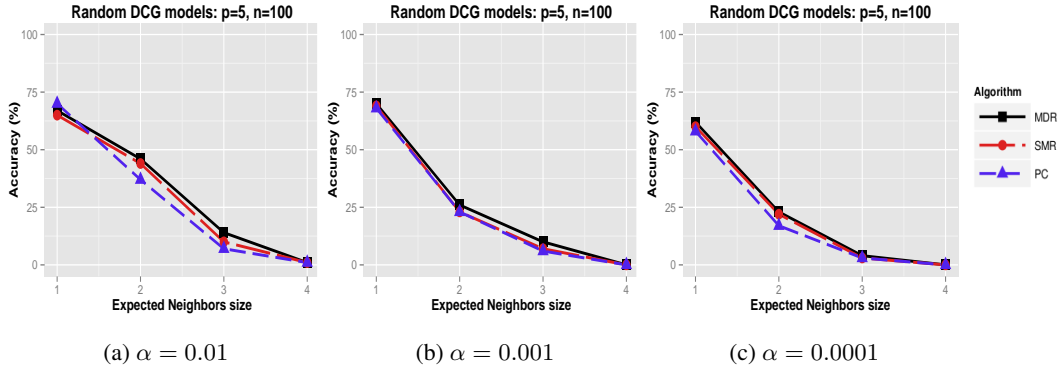 Random DCG models: p=5, n=100
Accuracy (%)
100
75
50
25
0
1 2 3 4
Expected Neighbors size
(a) α = 0.01
Random DCG models: p=5, n=100
Accuracy (%)
100
75
50
25
0
1 2 3 4
Expected Neighbors size
(b) α = 0.001
Random DCG models: p=5, n=100
Accuracy (%)
100
75
50
25
0
1 2 3 4
Expected Neighbors size
(c) α = 0.0001
Algorithm
MDR
SMR
PC